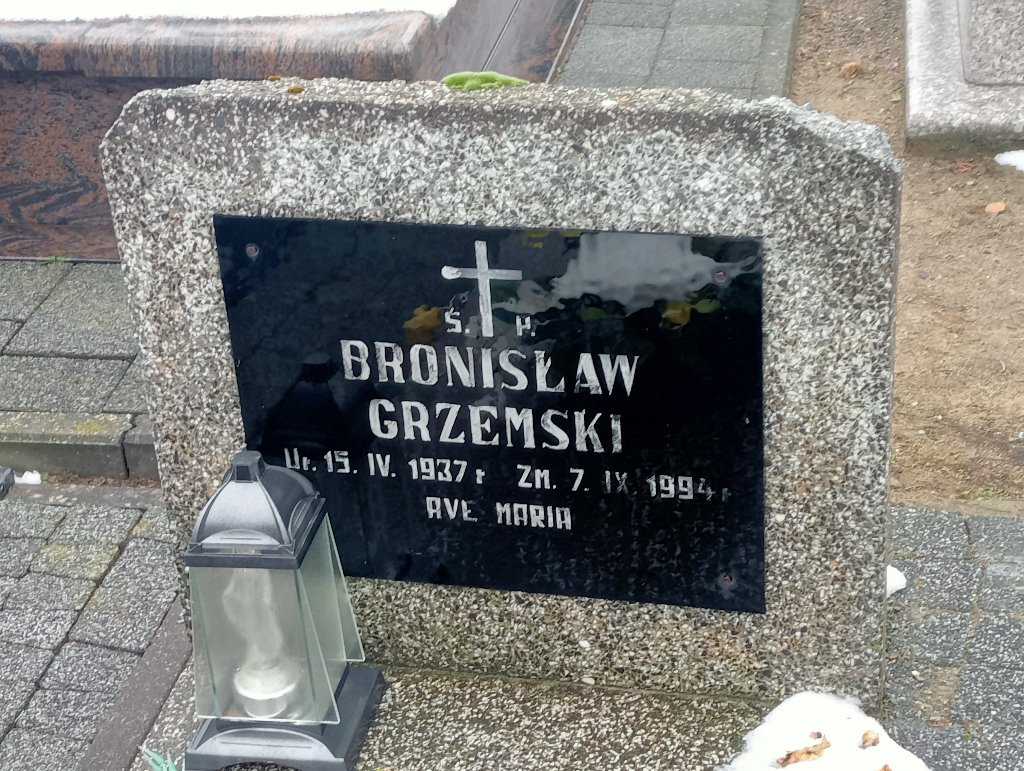 Ś. P.
BRONISŁAW
GRZEMSKI
Ur. 15. IV. 1937 r Zm. 7. IX. 1994 r
AVE MARIA